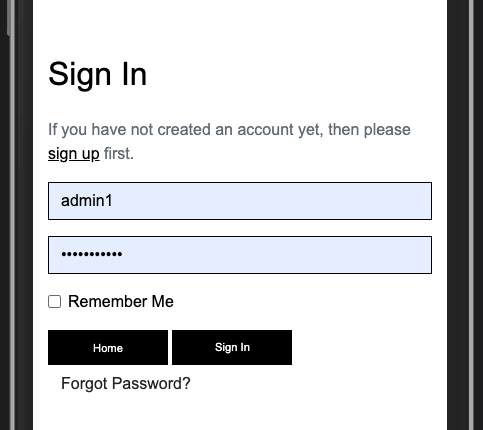 Sign In
If you have not created an account yet, then please
sign up first.
admin1
•••••••••••
Remember Me
Home Sign In
Forgot Password?